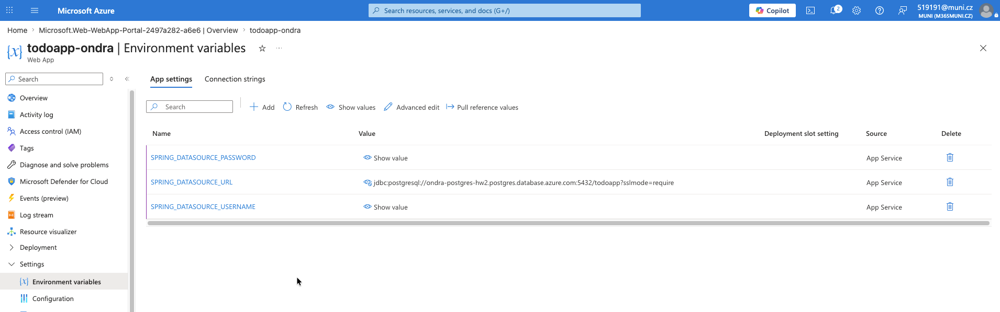 Microsoft Azure
Search resources, services, and docs (G+/)
Copilot
2
519191@muni.cz
MUNI (M365MUNI.CZ)
Home > Microsoft.Web-WebApp-Portal-2497a282-a6e6 | Overview > todoapp-ondra
todoapp-ondra | Environment variables
Web App
Search
Overview
Activity log
Access control (IAM)
Tags
Diagnose and solve problems
Microsoft Defender for Cloud
Events (preview)
Log stream
Resource visualizer
Deployment
Settings
Environment variables
Configuration
App settings
Connection strings
Search
Add
Refresh
Show values
Advanced edit
Pull reference values
Name Value Deployment slot setting Source Delete
SPRING_DATASOURCE_PASSWORD Show value App Service
SPRING_DATASOURCE_URL jdbc:postgresql://ondra-postgres-hw2.postgres.database.azure.com:5432/todoapp?sslmode=require App Service
SPRING_DATASOURCE_USERNAME Show value App Service